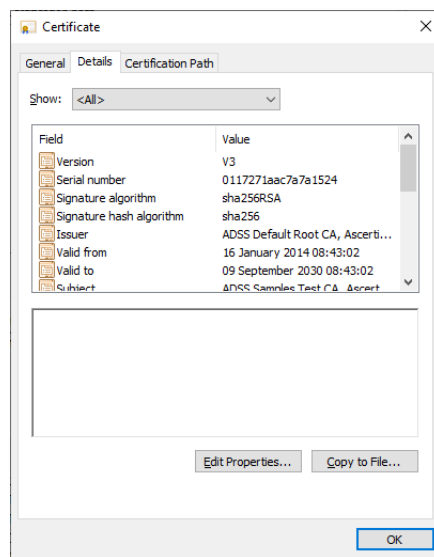 Certificate
General Details Certification Path
Show: <All>
Field Value
Version V3
Serial number 0117271aac7a7a1524
Signature algorithm sha256RSA
Signature hash algorithm sha256
Issuer ADSS Default Root CA, Ascerti...
Valid from 16 January 2014 08:43:02
Valid to 09 September 2030 08:43:02
Subject ADSS Samples Test CA, Ascert
Edit Properties... Copy to File...
OK